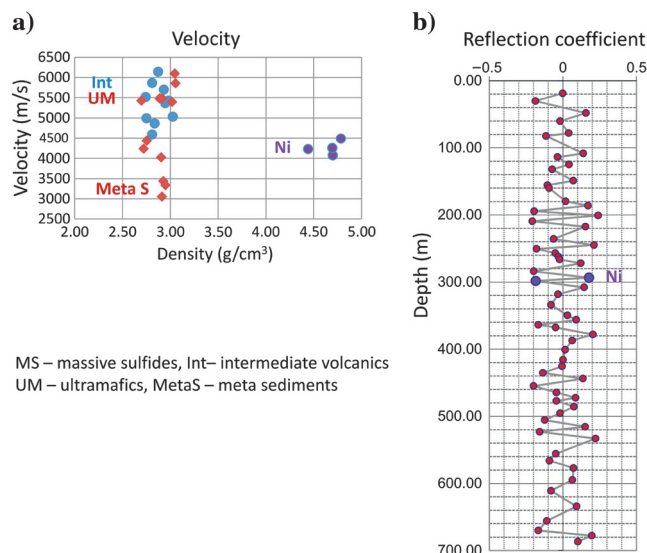 a)
Velocity
Velocity (m/s)
6500
6000
5500
5000
4500
4000
3500
3000
2500
Int
UM
Meta S
Ni
2.00 2.50 3.00 3.50 4.00 4.50 5.00
Density (g/cm³)
MS – massive sulfides, Int– intermediate volcanics
UM – ultramafics, MetaS – meta sediments
b)
Reflection coefficient
−0.5 0 0.5
Depth (m)
0.00
100.00
200.00
300.00
400.00
500.00
600.00
700.00
Ni